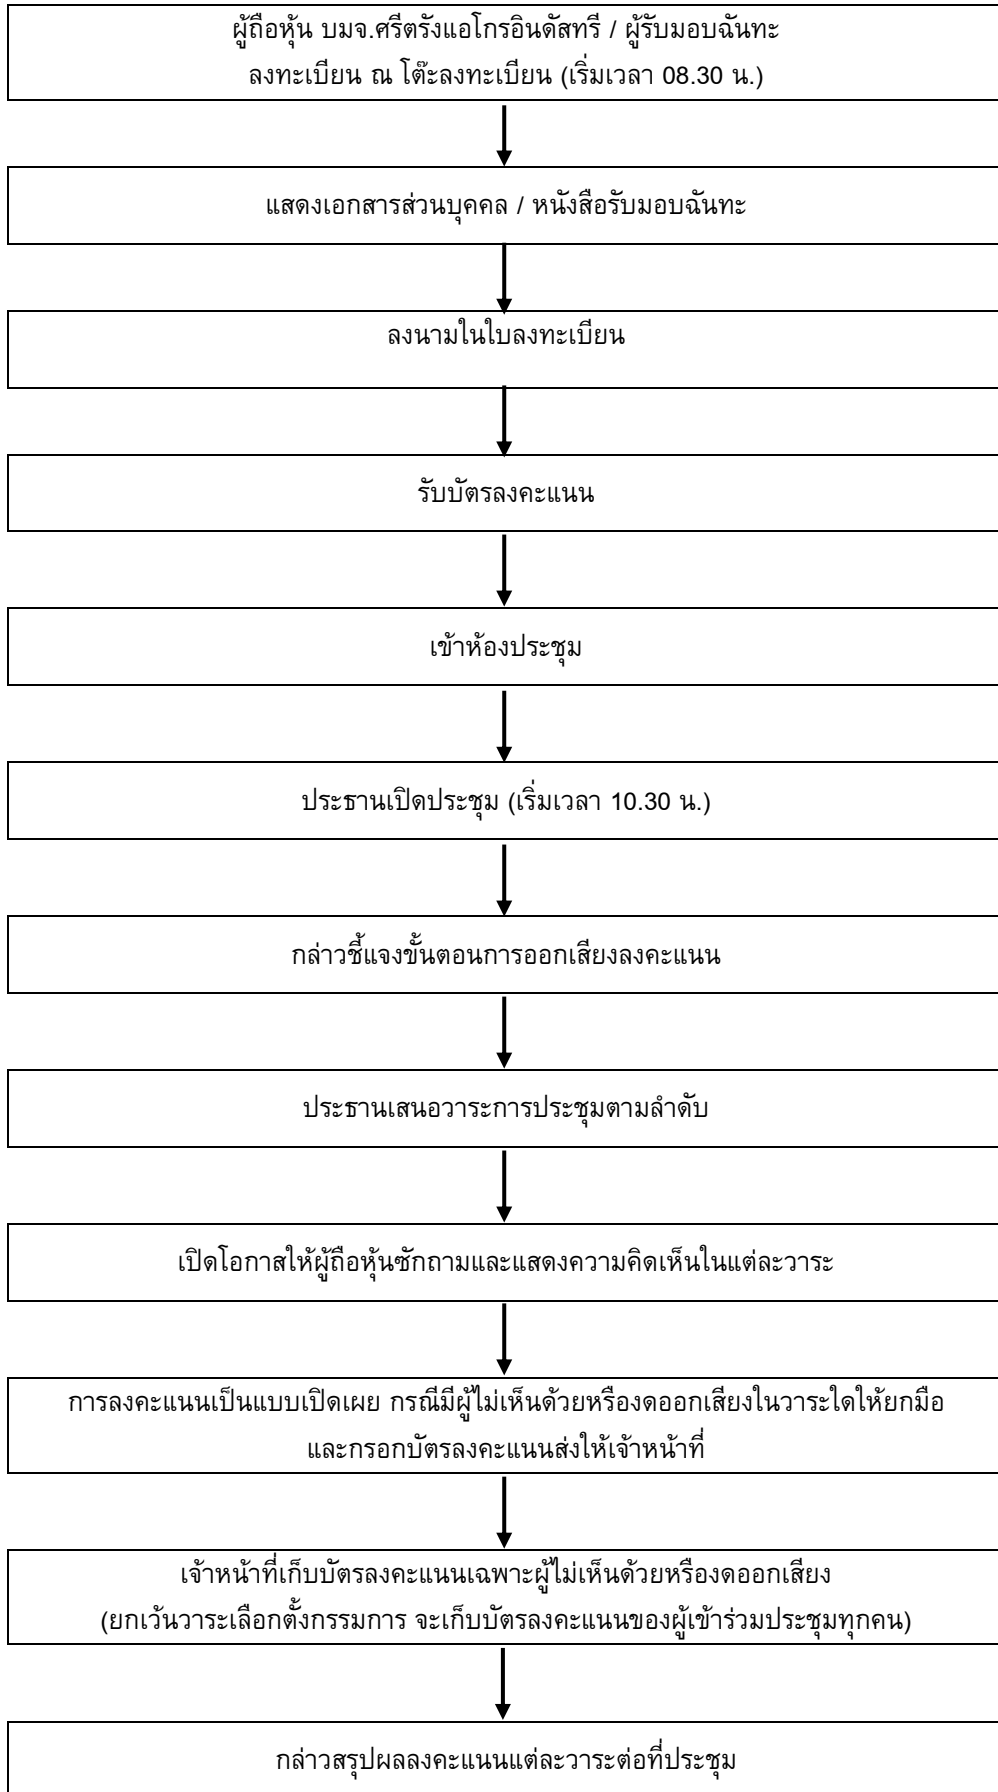 ผู้ถือหุ้น บมจ.ศรีตรังแอโกรอินดัสทรี / ผู้รับมอบฉันทะ
ลงทะเบียน ณ โต๊ะลงทะเบียน (เริ่มเวลา 08.30 น.)
แสดงเอกสารส่วนบุคคล / หนังสือรับมอบฉันทะ
ลงนามในใบลงทะเบียน
รับบัตรลงคะแนน
เข้าห้องประชุม
ประธานเปิดประชุม (เริ่มเวลา 10.30 น.)
กล่าวชี้แจงขั้นตอนการออกเสียงลงคะแนน
ประธานเสนอวาระการประชุมตามลำดับ
เปิดโอกาสให้ผู้ถือหุ้นซักถามและแสดงความคิดเห็นในแต่ละวาระ
การลงคะแนนเป็นแบบเปิดเผย กรณีมีผู้ไม่เห็นด้วยหรืองดออกเสียงในวาระใดให้ยกมือ
และกรอกบัตรลงคะแนนส่งให้เจ้าหน้าที่
เจ้าหน้าที่เก็บบัตรลงคะแนนเฉพาะผู้ไม่เห็นด้วยหรืองดออกเสียง
(ยกเว้นวาระเลือกตั้งกรรมการ จะเก็บบัตรลงคะแนนของผู้เข้าร่วมประชุมทุกคน)
กล่าวสรุปผลลงคะแนนแต่ละวาระต่อที่ประชุม